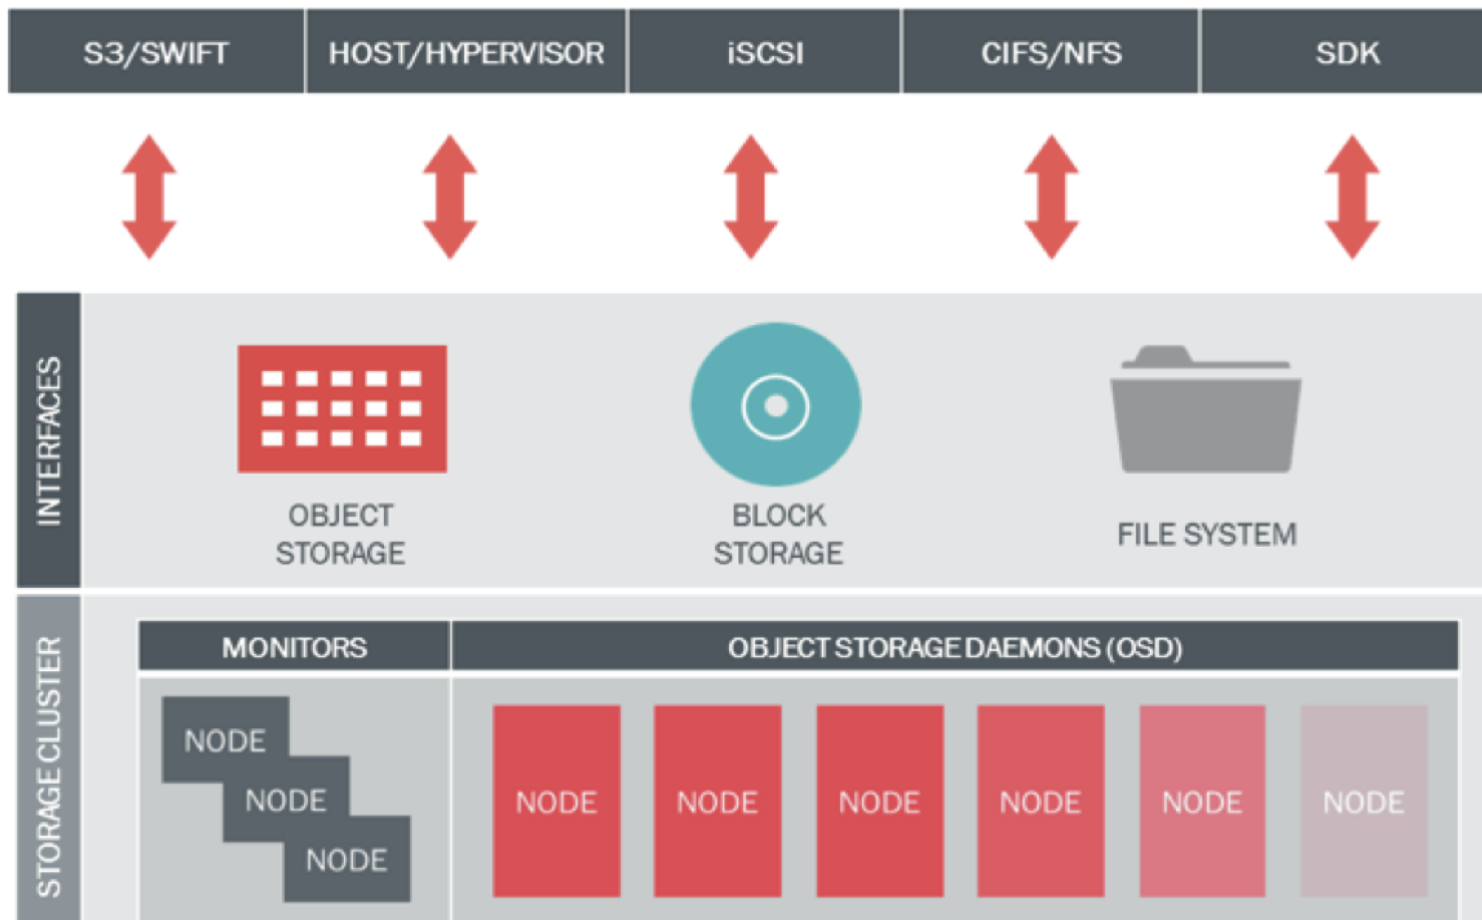 S3/SWIFT
HOST/HYPERVISOR
iSCSI
CIFS/NFS
SDK
INTERFACES
OBJECT
STORAGE
BLOCK
STORAGE
FILE SYSTEM
STORAGE CLUSTER
MONITORS
OBJECT STORAGE DAEMONS (OSD)
NODE
NODE
NODE
NODE
NODE
NODE
NODE
NODE
NODE